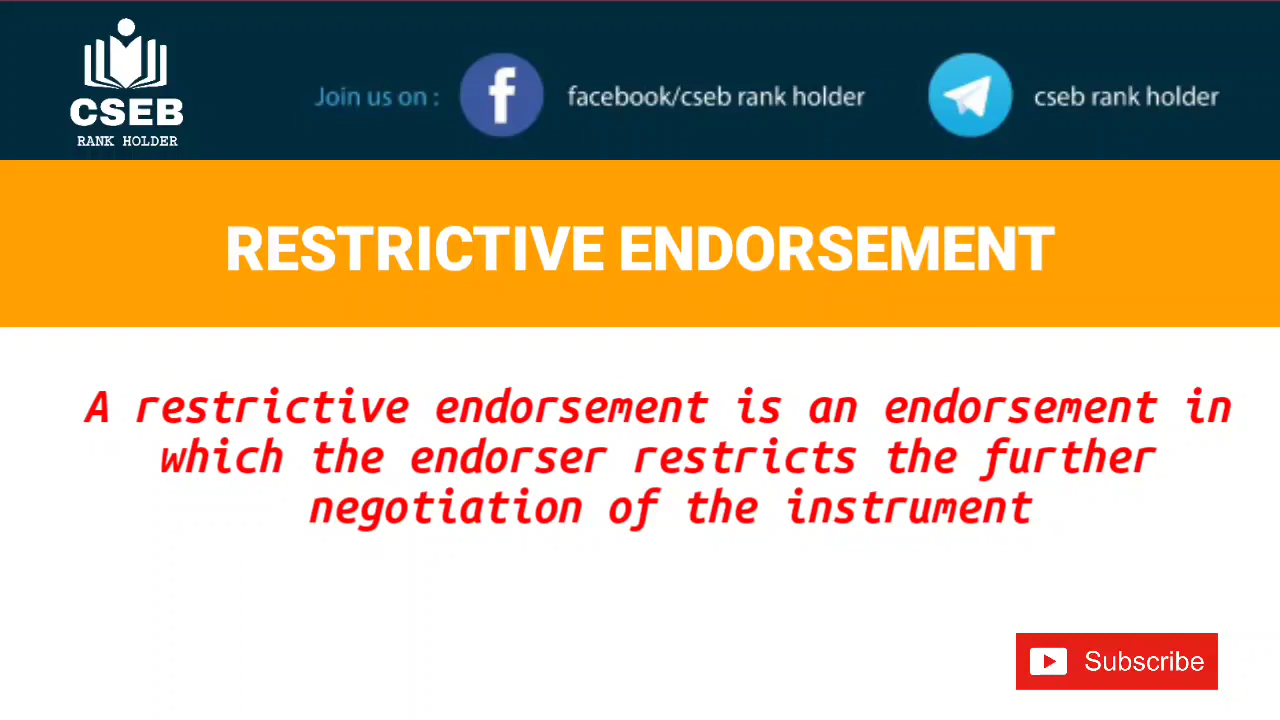 CSEB
RANK HOLDER
Join us on :
facebook/cseb rank holder
cseb rank holder
RESTRICTIVE ENDORSEMENT
A restrictive endorsement is an endorsement in
which the endorser restricts the further
negotiation of the instrument
Subscribe